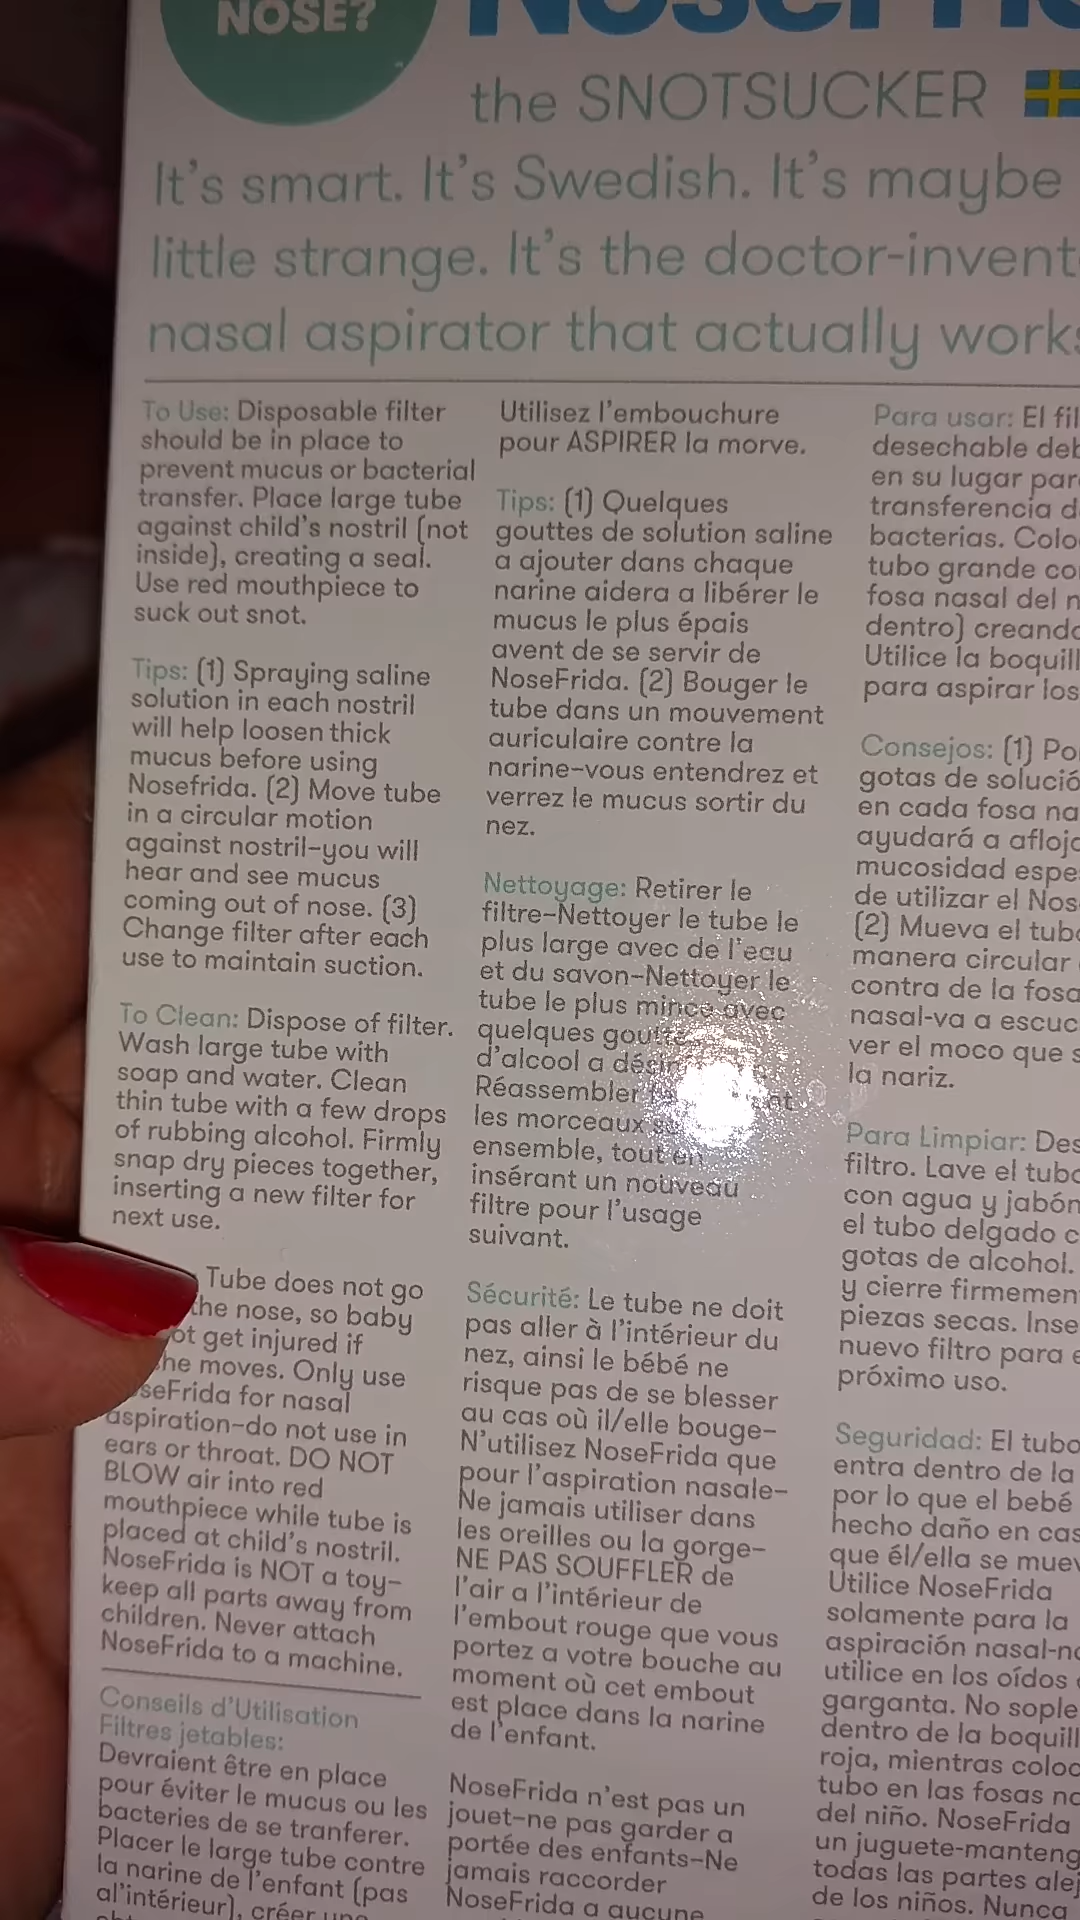 NOSE?
the SNOTSUCKER
It's smart. It's Swedish. It's maybe
little strange. It's the doctor-invent
nasal aspirator that actually works
To Use: Disposable filter
should be in place to
prevent mucus or bacterial
transfer. Place large tube
against child's nostril (not
inside), creating a seal.
Use red mouthpiece to
suck out snot.
Tips: (1) Spraying saline
solution in each nostril
will help loosen thick
mucus before using
Nosefrida. (2) Move tube
in a circular motion
against nostril-you will
hear and see mucus
coming out of nose. (3)
Change filter after each
use to maintain suction.
To Clean: Dispose of filter.
Wash large tube with
soap and water. Clean
thin tube with a few drops
of rubbing alcohol. Firmly
snap dry pieces together,
inserting a new filter for
next use.
Tube does not go
the nose, so baby
ot get injured if
he moves. Only use
seFrida for nasal
aspiration-do not use in
ears or throat. DO NOT
BLOW air into red
mouthpiece while tube is
placed at child's nostril.
NoseFrida is NOT a toy-
keep all parts away from
children. Never attach
NoseFrida to a machine.
Conseils d'Utilisation
Filtres jetables:
Devraient être en place
pour éviter le mucus ou les
bacteries de se tranferer.
Placer le large tube contre
la narine de l'enfant (pas
al'intérieur), créer une
Utilisez l'embouchure
pour ASPIRER la morve.
Tips: (1) Quelques
gouttes de solution saline
a ajouter dans chaque
narine aidera a libérer le
mucus le plus épais
avent de se servir de
NoseFrida. (2) Bouger le
tube dans un mouvement
auriculaire contre la
narine-vous entendrez et
verrez le mucus sortir du
nez.
Nettoyage: Retirer le
filtre-Nettoyer le tube le
plus large avec de l'eau
et du savon-Nettoyer le
tube le plus mince avec
quelques
d'alcool a
Réassembler
les morceaux
ensemble, tout en
insérant un nouveau
filtre pour l'usage
suivant.
Sécurité: Le tube ne doit
pas aller à l'intérieur du
nez, ainsi le bébé ne
risque pas de se blesser
au cas où il/elle bouge-
N'utilisez NoseFrida que
pour l'aspiration nasale-
Ne jamais utiliser dans
les oreilles ou la gorge-
NE PAS SOUFFLER de
l'air a l'intérieur de
l'embout rouge que vous
portez a votre bouche au
moment où cet embout
est place dans la narine
de l'enfant.
NoseFrida n'est pas un
jouet-ne pas garder a
portée des enfants-Ne
jamais raccorder
NoseFrida a aucune
Para usar: El fil
desechable deb
en su lugar par
transferencia d
bacterias. Colo
tubo grande co
fosa nasal del n
dentro) creando
Utilice la boquill
para aspirar los
Consejos: (1) Po
gotas de solució
en cada fosa na
ayudará a aflojo
mucosidad espe
de utilizar el Nos
(2) Mueva el tubo
manera circular
contra de la fosa
nasal-va a escuc
ver el moco que s
la nariz.
Para Limpiar: Des
filtro. Lave el tubo
con agua y jabón
el tubo delgado c
gotas de alcohol.
y cierre firmemen
piezas secas. Inse
nuevo filtro para e
próximo uso.
Seguridad: El tubo
entra dentro de la
por lo que el bebé
hecho daño en cas
que él/ella se muev
Utilice NoseFrida
solamente para la
aspiración nasal-no
utilice en los oídos
garganta. No sople
dentro de la boquill
roja, mientras coloc
tubo en las fosas na
del niño. NoseFrida
un juguete-manteng
todas las partes alej
de los niños. Nunca